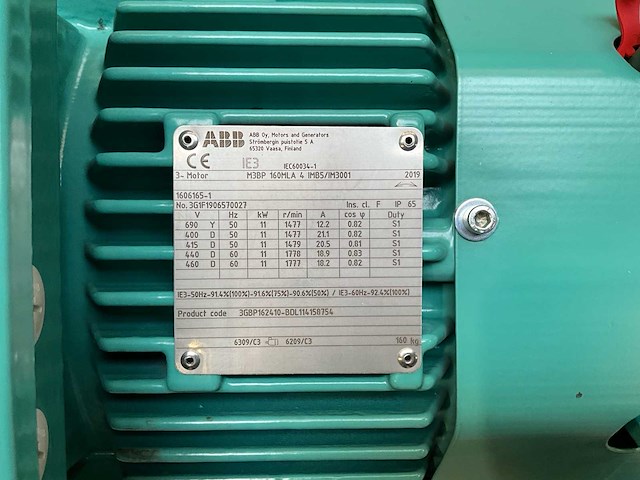 ABB ABB Oy, Motors and Generators
Strömbergin puistotie 5 A
65320 Vaasa, Finland
CE IE3 IEC60034-1
3~ Motor M3BP 160MLA 4 IMB5/IM3001 2019
1606165-1
No. 3G1F1906570027 Ins. cl. F IP 65
V Hz kW r/min A cos φ Duty
690 Y 50 11 1477 12.2 0.82 S1
400 D 50 11 1477 21.1 0.82 S1
415 D 50 11 1479 20.5 0.81 S1
440 D 60 11 1778 18.9 0.83 S1
460 D 60 11 1777 18.2 0.82 S1
IE3-50Hz-91.4%(100%)-91.6%(75%)-90.6%(50%) / IE3-60Hz-92.4%(100%)
Product code 3GBP162410-BDL114158754
6309/C3 6209/C3 160 Kg